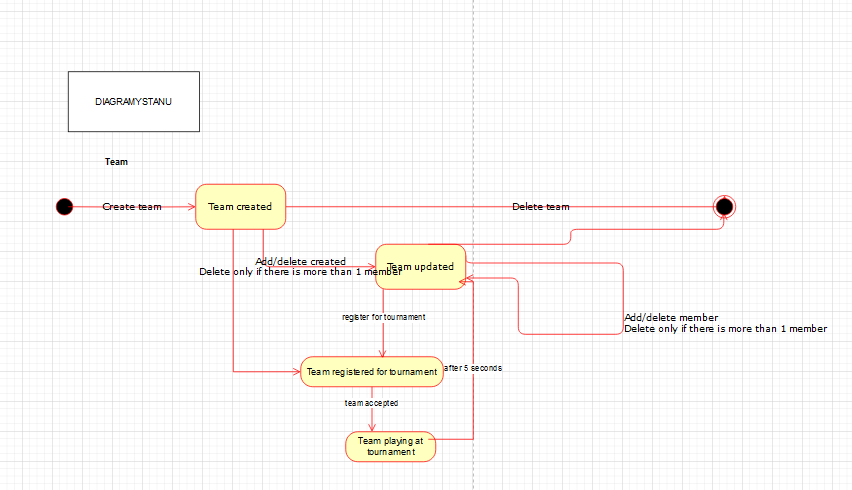 DIAGRAMYSTANU
Team
Create team
Team created
Delete team
Add/delete created
Delete only if there is more than 1 member
Team updated
register for tournament
Add/delete member
Delete only if there is more than 1 member
Team registered for tournament
after 5 seconds
team accepted
Team playing at
tournament